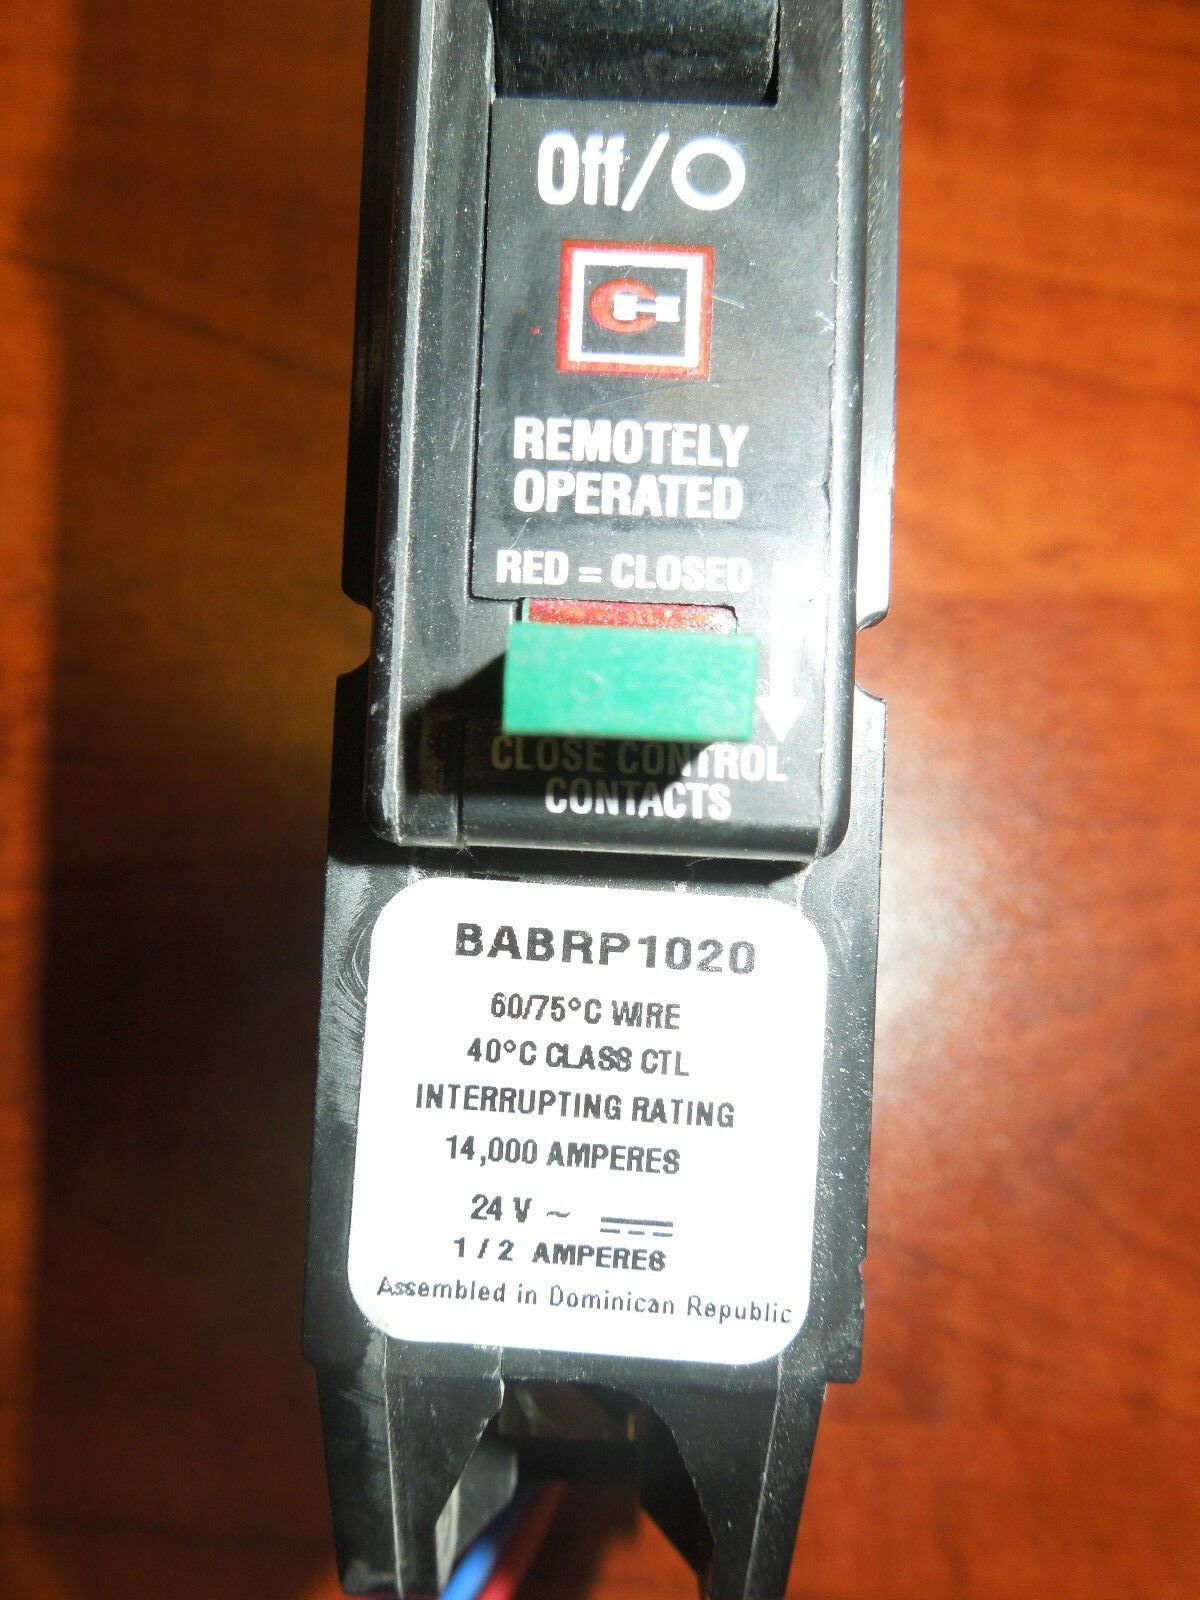 Off/O
CH
REMOTELY
OPERATED
RED = CLOSED
CLOSE CONTROL
CONTACTS
BABRP1020
60/75°C WIRE
40°C CLASS CTL
INTERRUPTING RATING
14,000 AMPERES
24 V ~ ⎓
1 / 2 AMPERES
Assembled in Dominican Republic